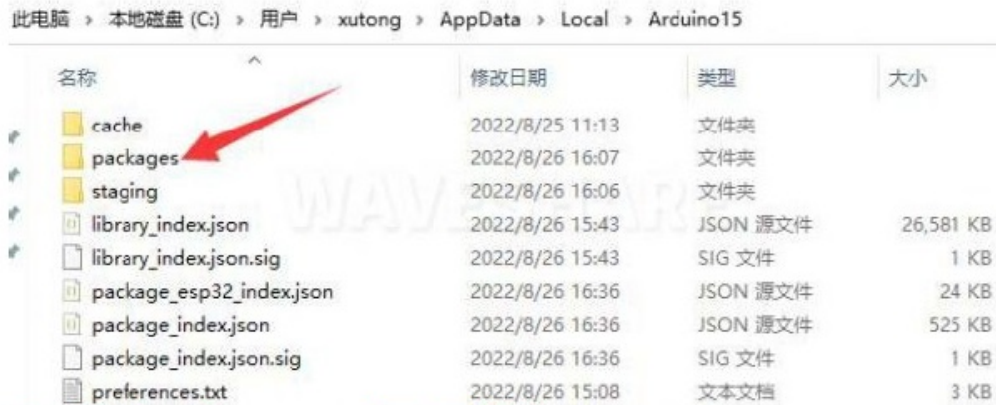 此电脑 > 本地磁盘 (C:) > 用户 > xutong > AppData > Local > Arduino15
名称 修改日期 类型 大小
cache 2022/8/25 11:13 文件夹
packages 2022/8/26 16:07 文件夹
staging 2022/8/26 16:06 文件夹
WAVESHARE
library_index.json 2022/8/26 15:43 JSON 源文件 26,581 KB
library_index.json.sig 2022/8/26 15:43 SIG 文件 1 KB
package_esp32_index.json 2022/8/26 16:36 JSON 源文件 24 KB
package_index.json 2022/8/26 16:36 JSON 源文件 525 KB
package_index.json.sig 2022/8/26 16:36 SIG 文件 1 KB
preferences.txt 2022/8/26 15:08 文本文档 3 KB